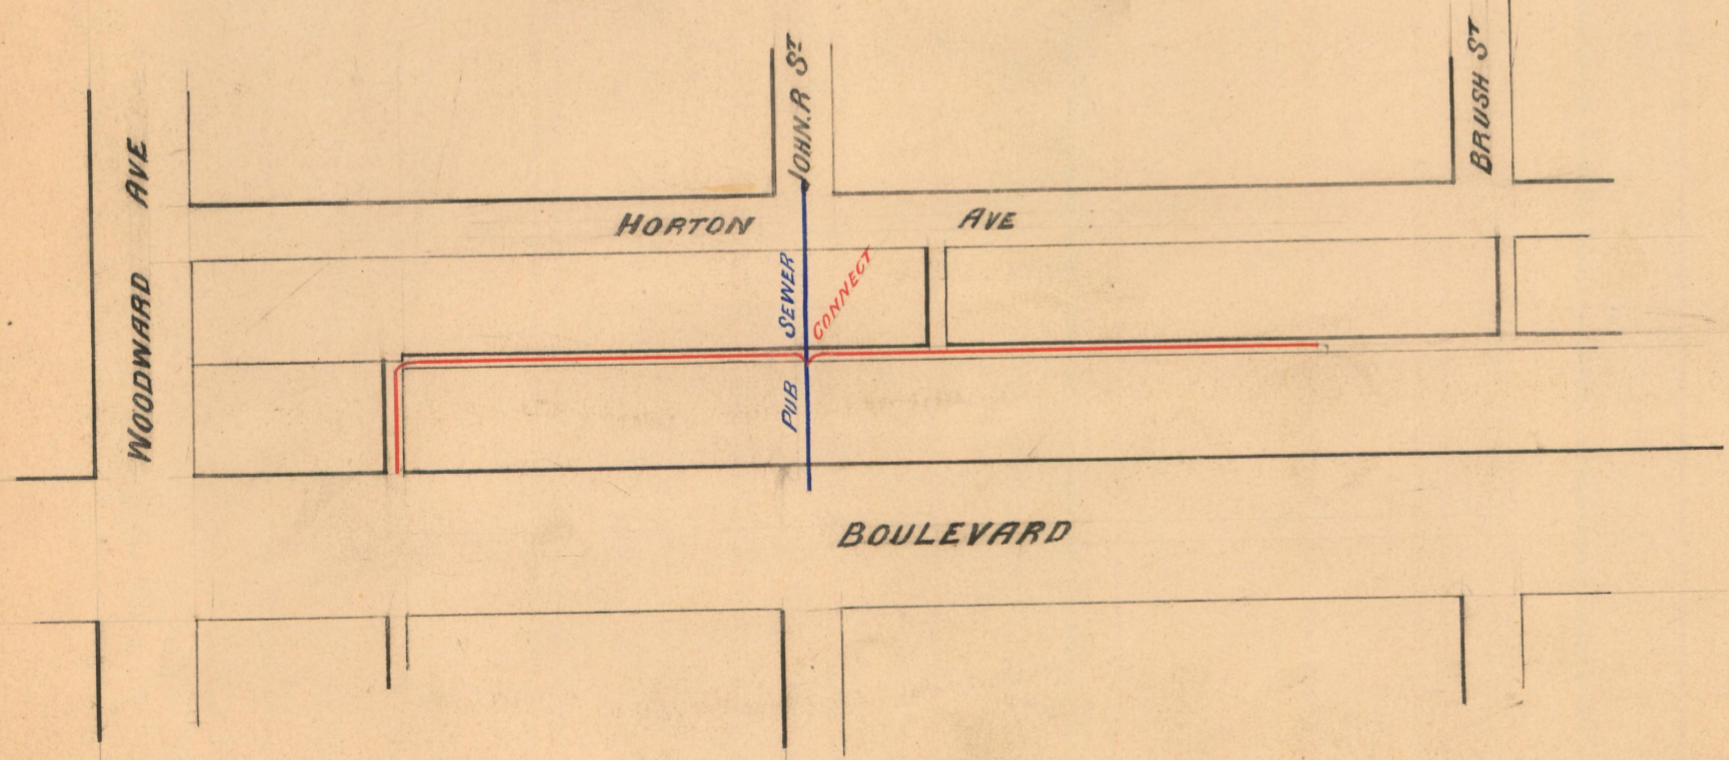 WOODWARD AVE
JOHN.R ST
BRUSH ST
HORTON AVE
PUB SEWER
CONNECT
BOULEVARD